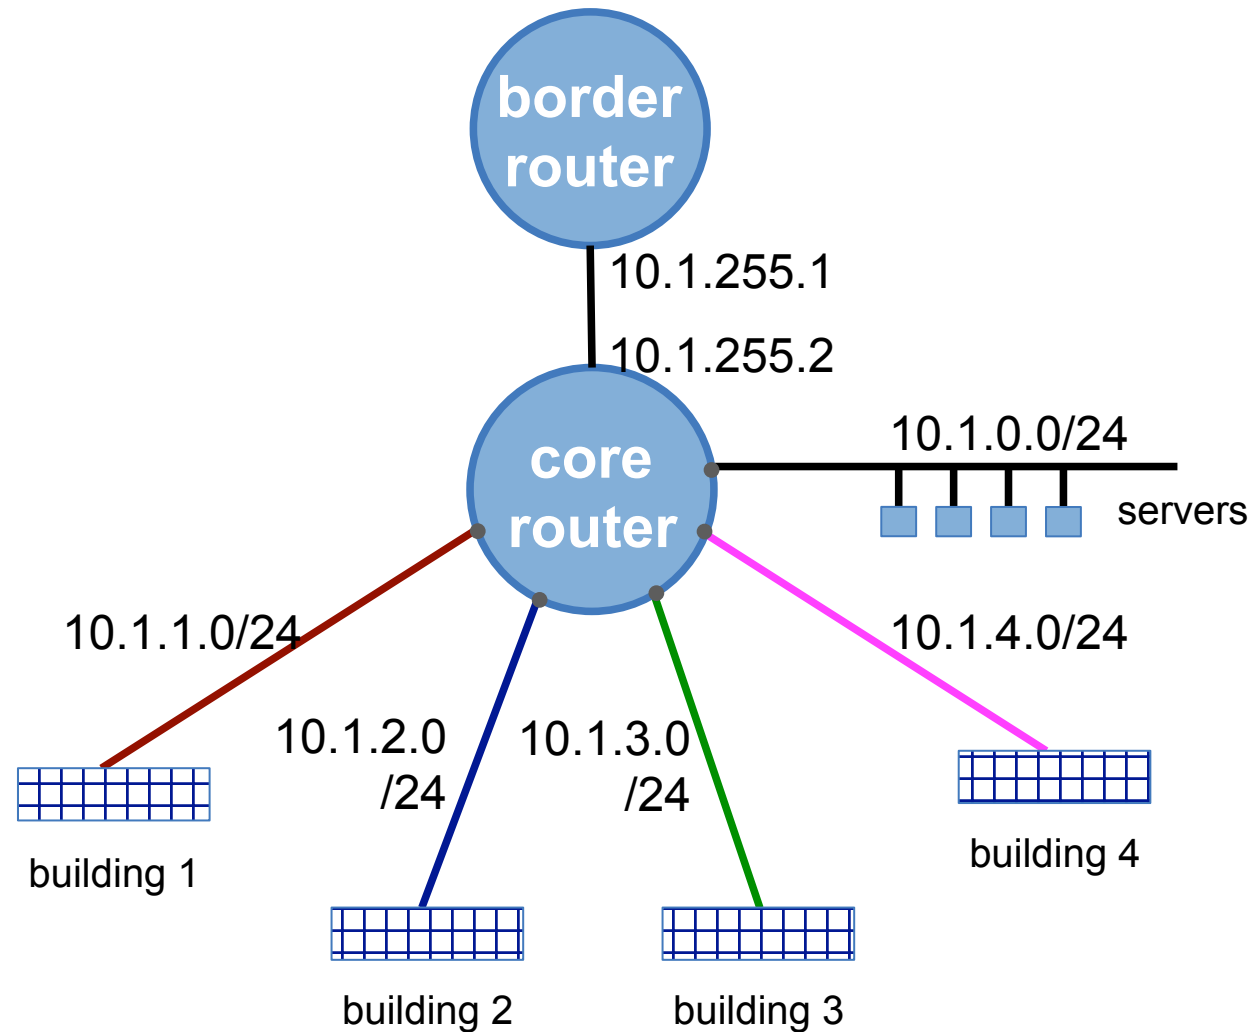 border
router
10.1.255.1
10.1.255.2
10.1.0.0/24
core
router
servers
10.1.1.0/24
10.1.4.0/24
10.1.2.0
/24
10.1.3.0
/24
building 1
building 4
building 2
building 3